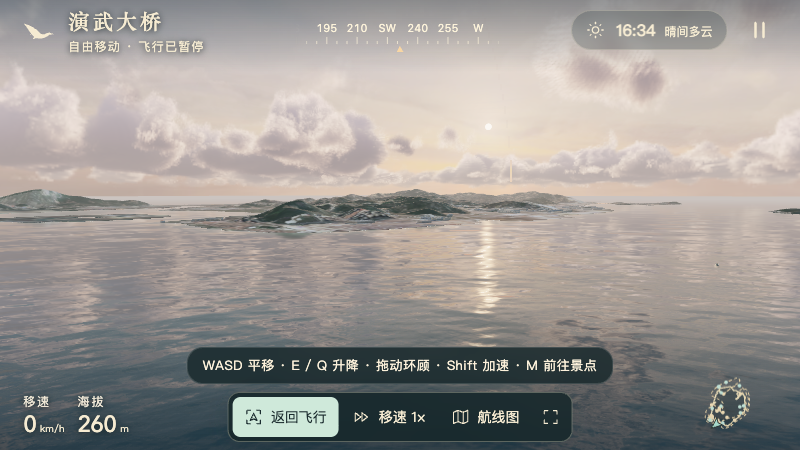 演武大桥
自由移动 · 飞行已暂停
195 210 SW 240 255 W
16:34 晴间多云
WASD 平移 · E / Q 升降 · 拖动环顾 · Shift 加速 · M 前往景点
移速 海拔
0 km/h 260 m
A 返回飞行 移速 1x 航线图